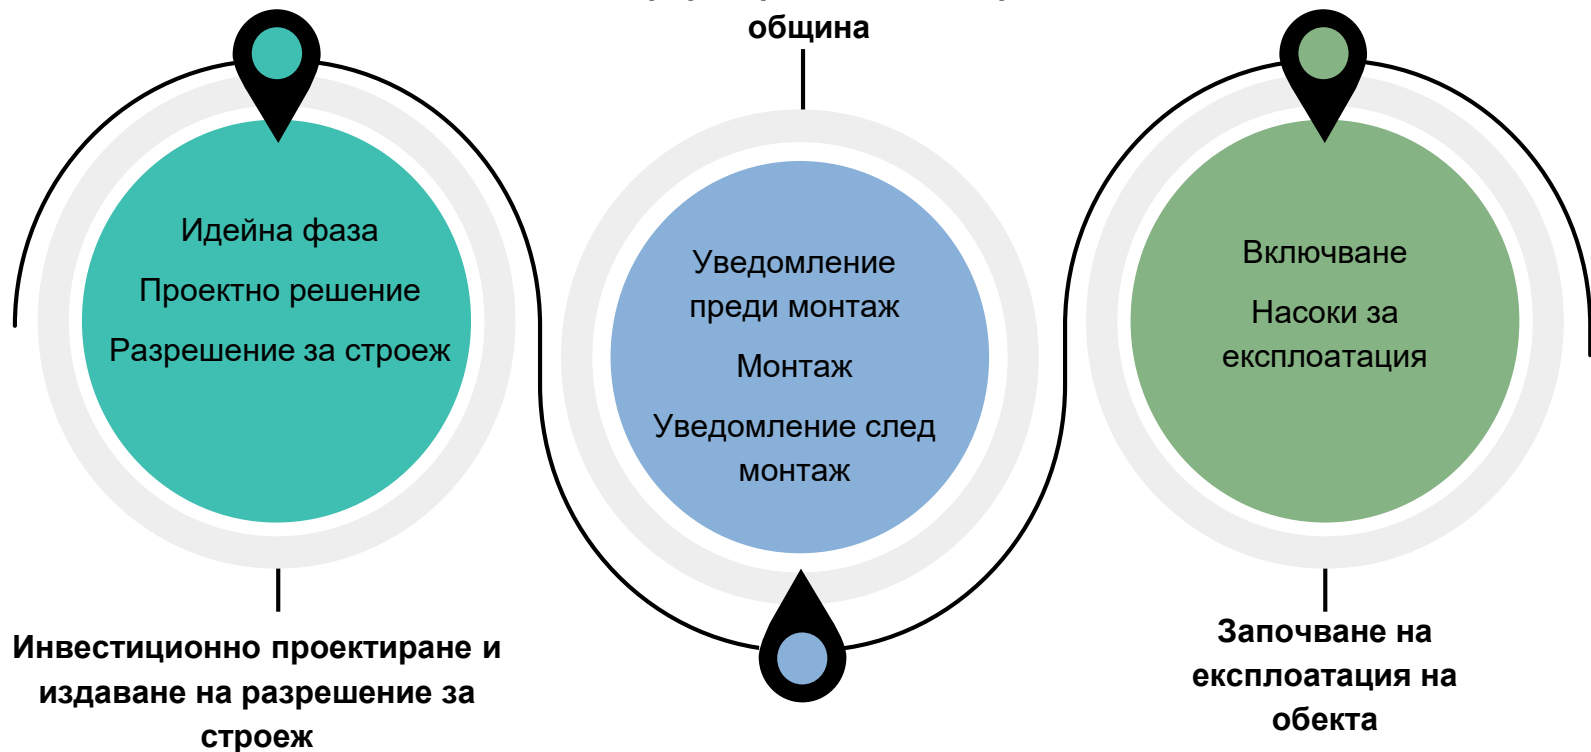 община
Идейна фаза
Проектно решение
Разрешение за строеж
Инвестиционно проектиране и
издаване на разрешение за
строеж
Уведомление
преди монтаж
Монтаж
Уведомление след
монтаж
Включване
Насоки за
експлоатация
Започване на
експлоатация на
обекта